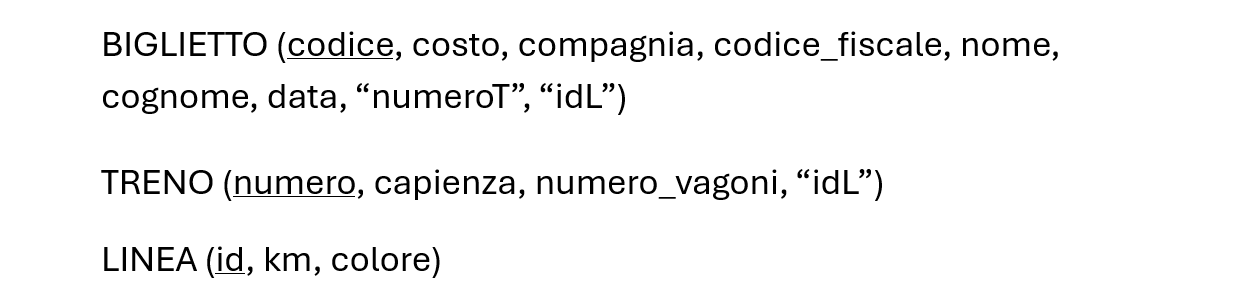 BIGLIETTO (codice, costo, compagnia, codice_fiscale, nome,
cognome, data, “numeroT”, “idL”)
TRENO (numero, capienza, numero_vagoni, “idL”)
LINEA (id, km, colore)